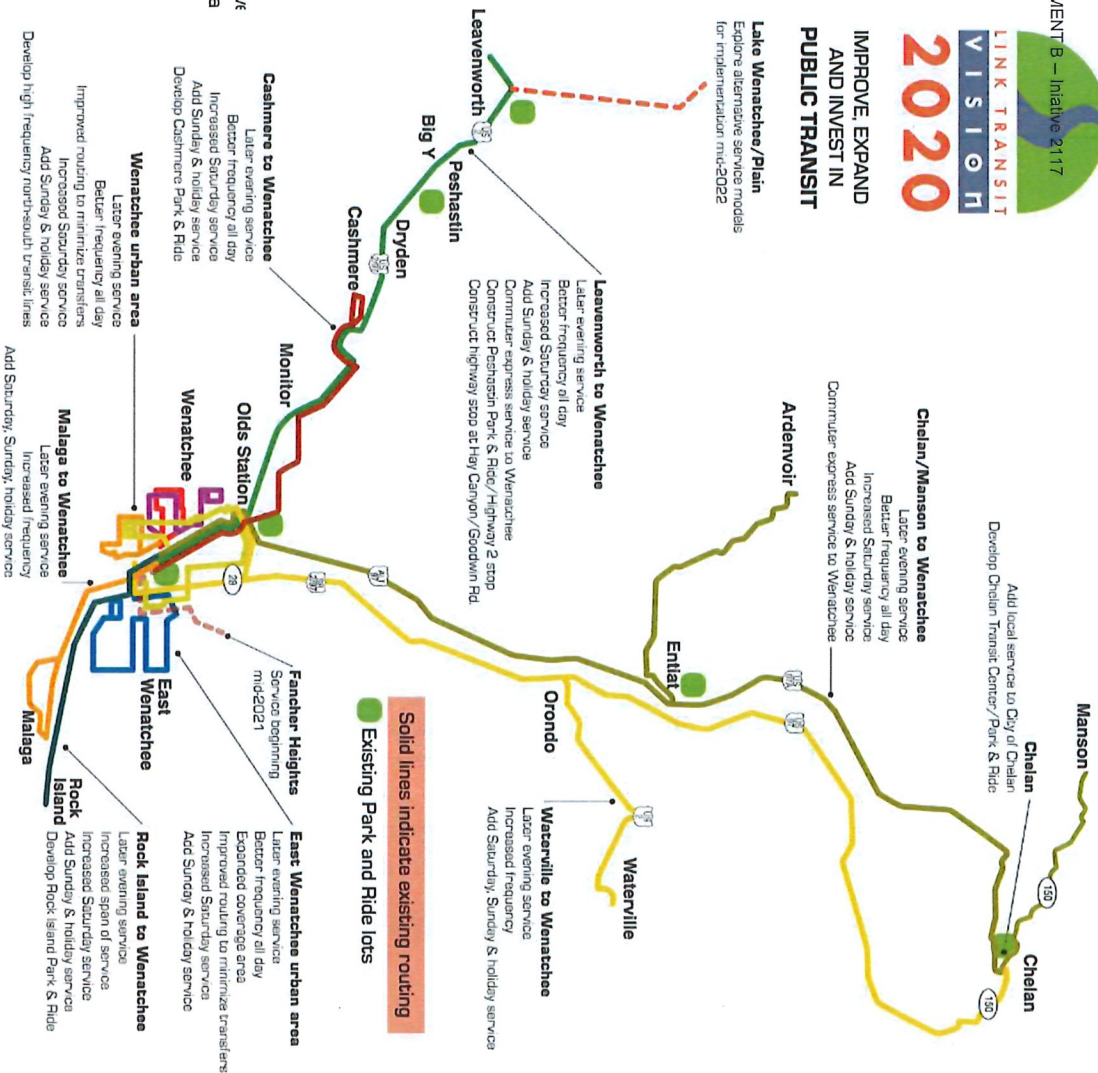 MENT B – Iniative 2117
LINK TRANSIT
VISION
2020
IMPROVE, EXPAND
AND INVEST IN
PUBLIC TRANSIT
Lake Wenatchee/Plain
Explore alternative service models
for implementation mid-2022
Leavenworth
Big Y
Peshastin
Dryden
Cashmere
Monitor
Olds Station
Wenatchee
East
Wenatchee
Malaga
Rock
Island
Ardenvoir
Entiat
Orondo
Waterville
Manson
Chelan
150
150
28
Chelan
Add local service to City of Chelan
Develop Chelan Transit Center/Park & Ride
Chelan/Manson to Wenatchee
Later evening service
Better frequency all day
Increased Saturday service
Add Sunday & holiday service
Commuter express service to Wenatchee
Leavenworth to Wenatchee
Later evening service
Better frequency all day
Increased Saturday service
Add Sunday & holiday service
Commuter express service to Wenatchee
Construct Peshastin Park & Ride/Highway 2 stop
Construct highway stop at Hay Canyon/Goodwin Rd.
Cashmere to Wenatchee
Later evening service
Better frequency all day
Increased Saturday service
Add Sunday & holiday service
Develop Cashmere Park & Ride
Wenatchee urban area
Later evening service
Better frequency all day
Improved routing to minimize transfers
Increased Saturday service
Add Sunday & holiday service
Develop high frequency north-south transit lines
Malaga to Wenatchee
Later evening service
Increased frequency
Add Saturday, Sunday, holiday service
Fancher Heights
Service beginning
mid-2021
Solid lines indicate existing routing
Existing Park and Ride lots
Waterville to Wenatchee
Later evening service
Increased frequency
Add Saturday, Sunday & holiday service
East Wenatchee urban area
Later evening service
Better frequency all day
Expanded coverage area
Improved routing to minimize transfers
Increased Saturday service
Add Sunday & holiday service
Rock Island to Wenatchee
Later evening service
Increased span of service
Increased Saturday service
Add Sunday & holiday service
Develop Rock Island Park & Ride